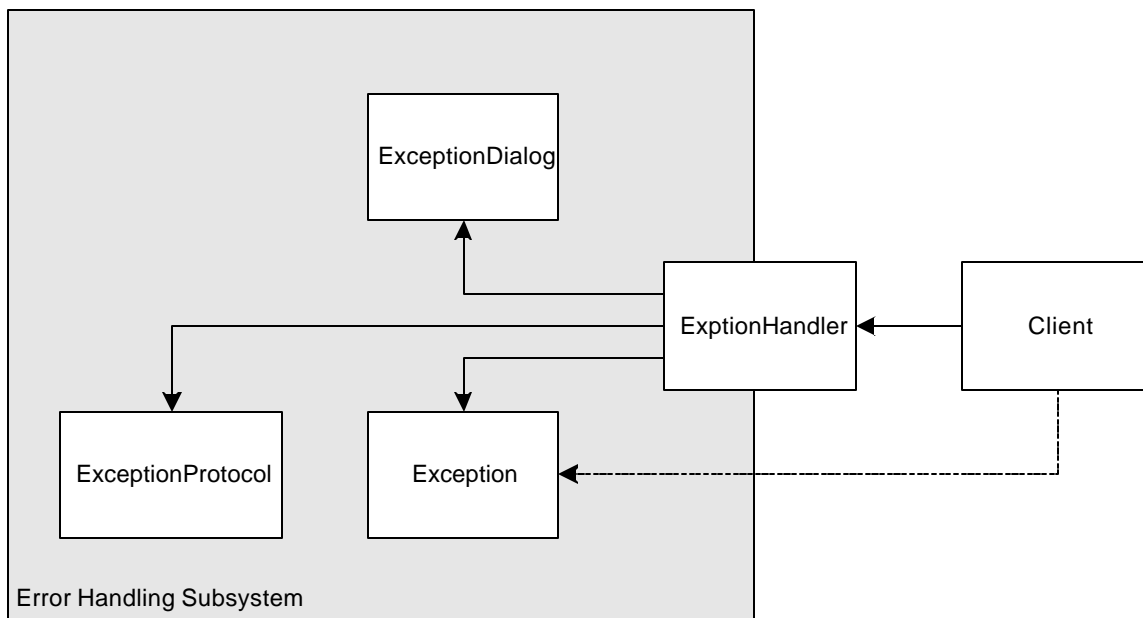 ExceptionDialog
ExptionHandler
Client
ExceptionProtocol
Exception
Error Handling Subsystem